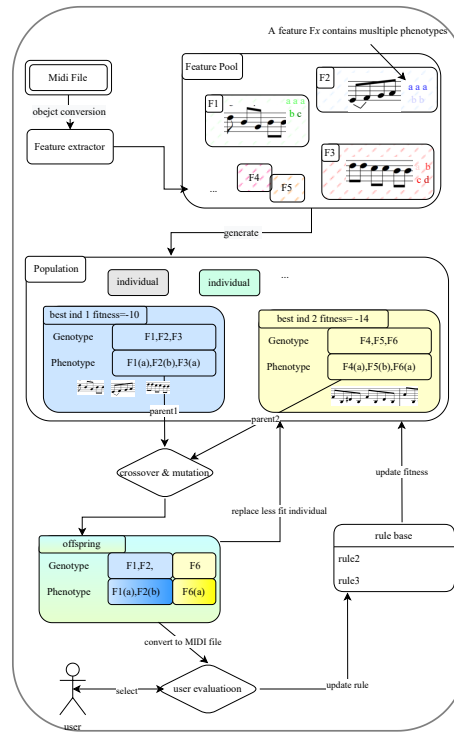 A feature Fx contains musltiple phenotypes
Midi File
obejct conversion
Feature extractor
Feature Pool
F1
a a a
b c
F2
a a a
b b
F3
b
c d
...
F4
F5
generate
Population
individual
individual
...
best ind 1 fitness=-10
Genotype
F1,F2,F3
Phenotype
F1(a),F2(b),F3(a)
best ind 2 fitness= -14
Genotype
F4,F5,F6
Phenotype
F4(a),F5(b),F6(a)
parent1
parent2
crossover & mutation
replace less fit individual
update fitness
offspring
Genotype
F1,F2,
F6
Phenotype
F1(a),F2(b)
F6(a)
rule base
rule2
rule3
convert to MIDI file
user evaluatioon
select
update rule
user